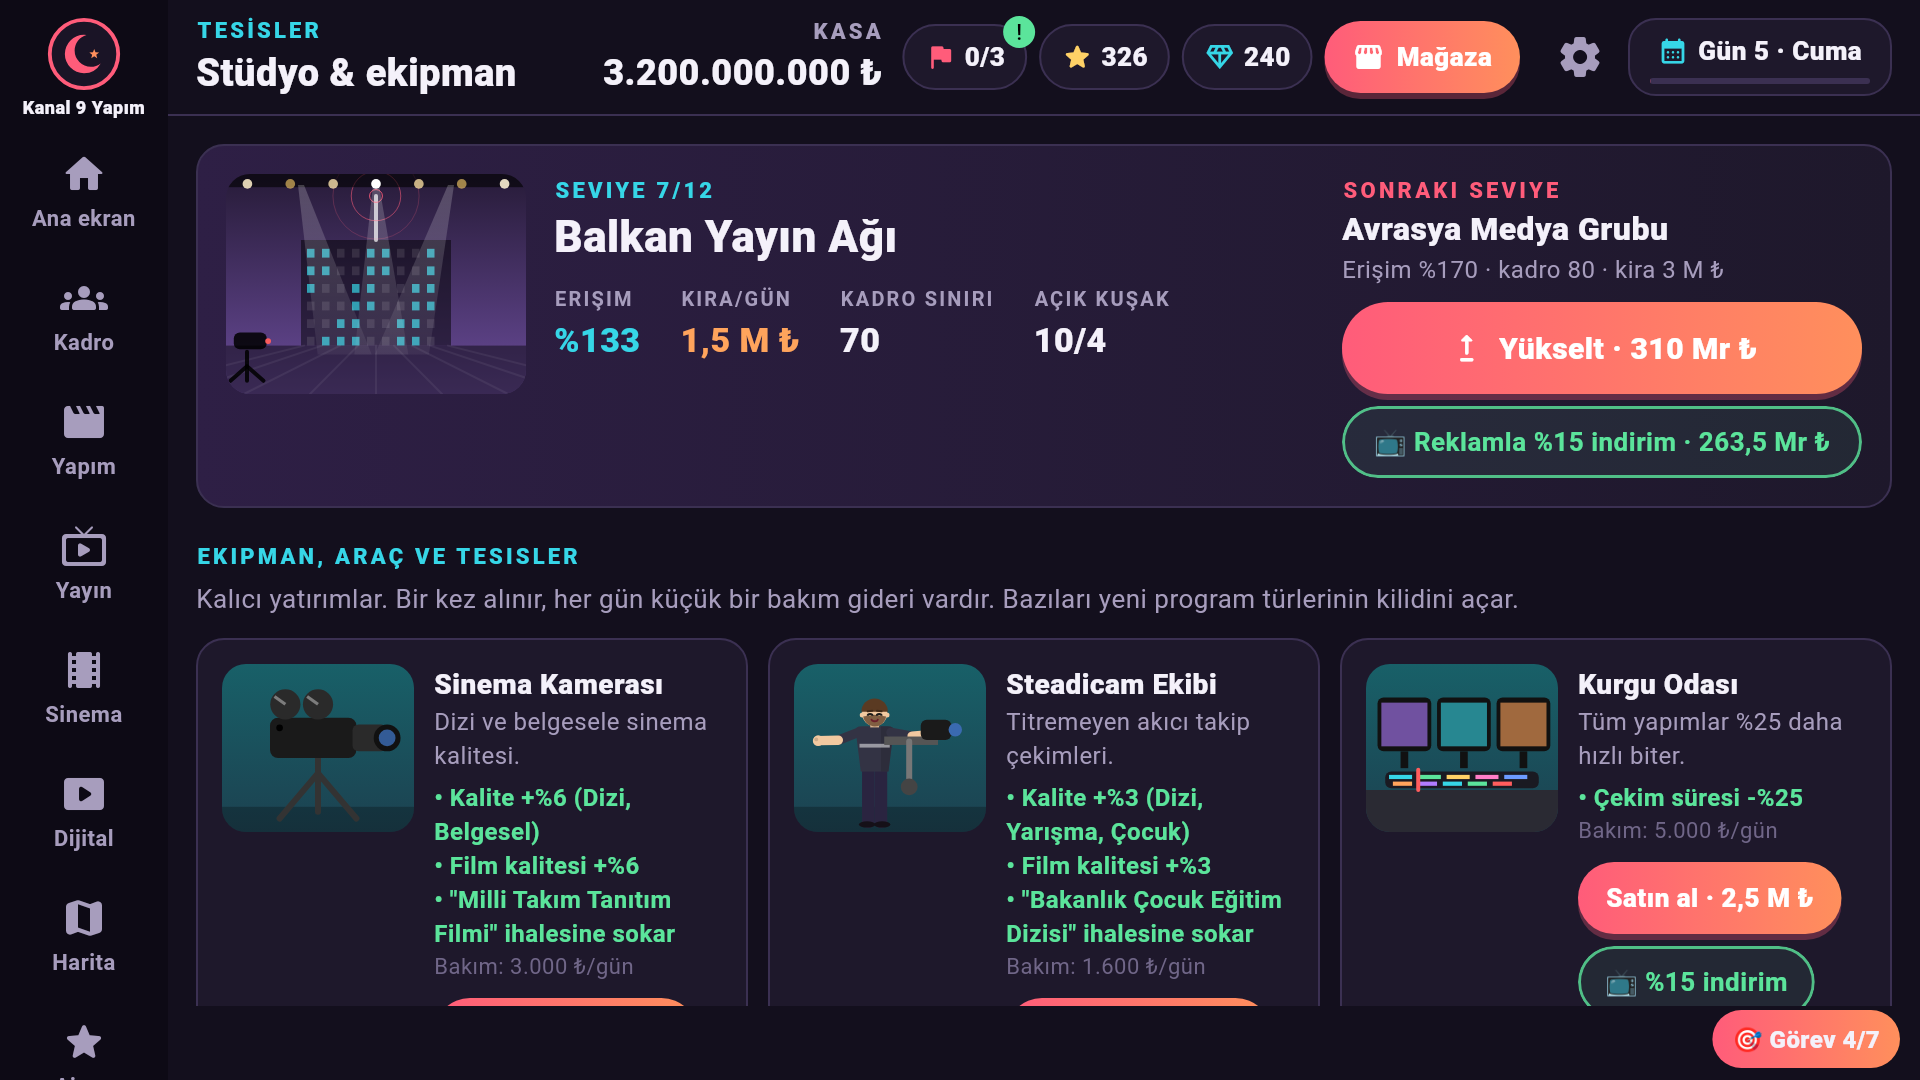 Kanal 9 Yapım
Ana ekran
Kadro
Yapım
Yayın
Sinema
Dijital
Harita
TESİSLER
Stüdyo & ekipman
KASA
3.200.000.000 ₺
0/3
!
326
240
Mağaza
Gün 5 · Cuma
SEVIYE 7/12
Balkan Yayın Ağı
ERIŞIM
%133
KIRA/GÜN
1,5 M ₺
KADRO SINIRI
70
AÇIK KUŞAK
10/4
SONRAKI SEVIYE
Avrasya Medya Grubu
Erişim %170 · kadro 80 · kira 3 M ₺
Yükselt · 310 Mr ₺
Reklamla %15 indirim · 263,5 Mr ₺
EKIPMAN, ARAÇ VE TESISLER
Kalıcı yatırımlar. Bir kez alınır, her gün küçük bir bakım gideri vardır. Bazıları yeni program türlerinin kilidini açar.
Sinema Kamerası
Dizi ve belgesele sinema
kalitesi.
• Kalite +%6 (Dizi,
Belgesel)
• Film kalitesi +%6
• "Milli Takım Tanıtım
Filmi" ihalesine sokar
Bakım: 3.000 ₺/gün
Steadicam Ekibi
Titremeyen akıcı takip
çekimleri.
• Kalite +%3 (Dizi,
Yarışma, Çocuk)
• Film kalitesi +%3
• "Bakanlık Çocuk Eğitim
Dizisi" ihalesine sokar
Bakım: 1.600 ₺/gün
Kurgu Odası
Tüm yapımlar %25 daha
hızlı biter.
• Çekim süresi -%25
Bakım: 5.000 ₺/gün
Satın al · 2,5 M ₺
%15 indirim
Görev 4/7